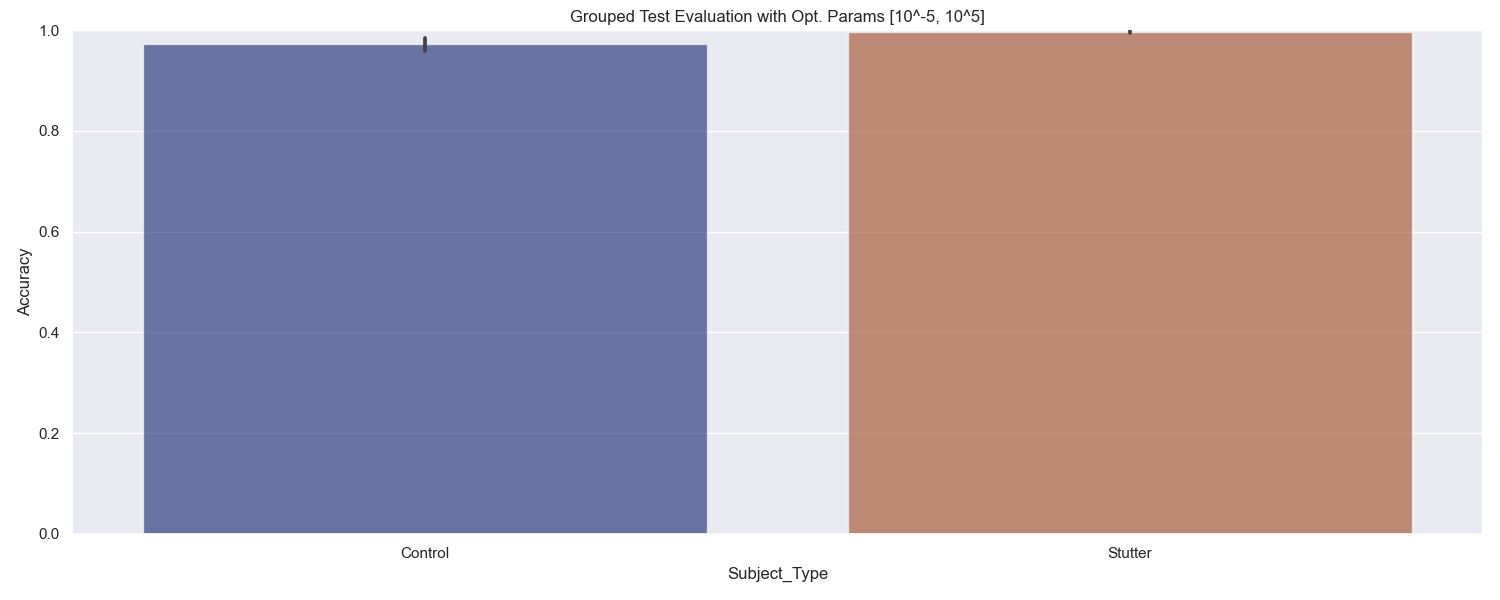 Grouped Test Evaluation with Opt. Params [10^-5, 10^5]
1.0
0.8
0.6
0.4
0.2
0.0
Accuracy
Control
Stutter
Subject_Type